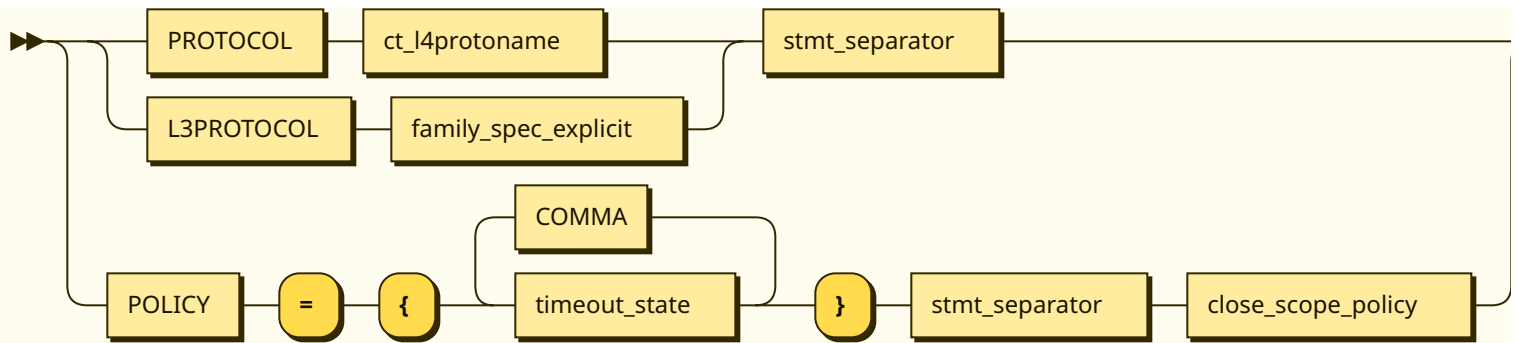 PROTOCOL ct_l4protoname stmt_separator
L3PROTOCOL family_spec_explicit
COMMA
POLICY = { timeout_state } stmt_separator close_scope_policy